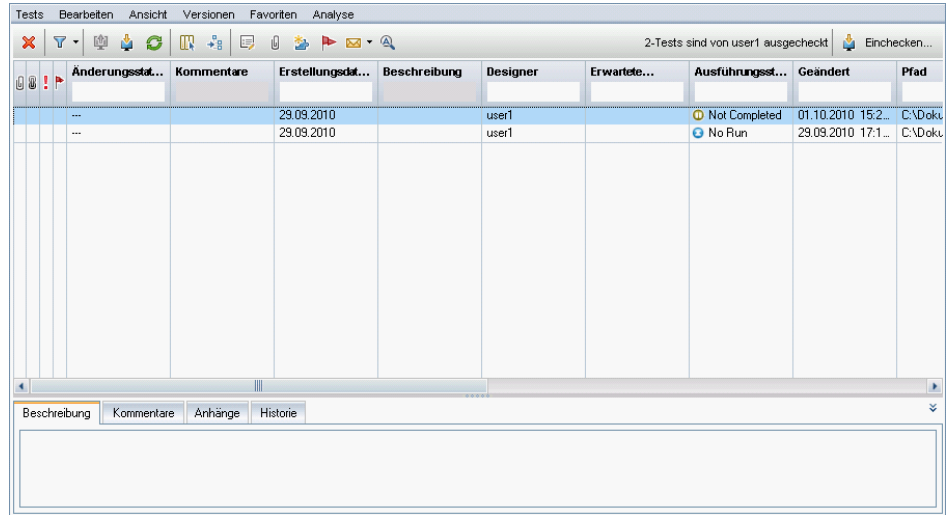 Tests Bearbeiten Ansicht Versionen Favoriten Analyse
2-Tests sind von user1 ausgecheckt Einchecken...
Änderungsstat... Kommentare Erstellungsdat... Beschreibung Designer Erwartete... Ausführungsst... Geändert Pfad
--- 29.09.2010 user1 Not Completed 01.10.2010 15:2... C:\Doku
--- 29.09.2010 user1 No Run 29.09.2010 17:1... C:\Doku
Beschreibung Kommentare Anhänge Historie